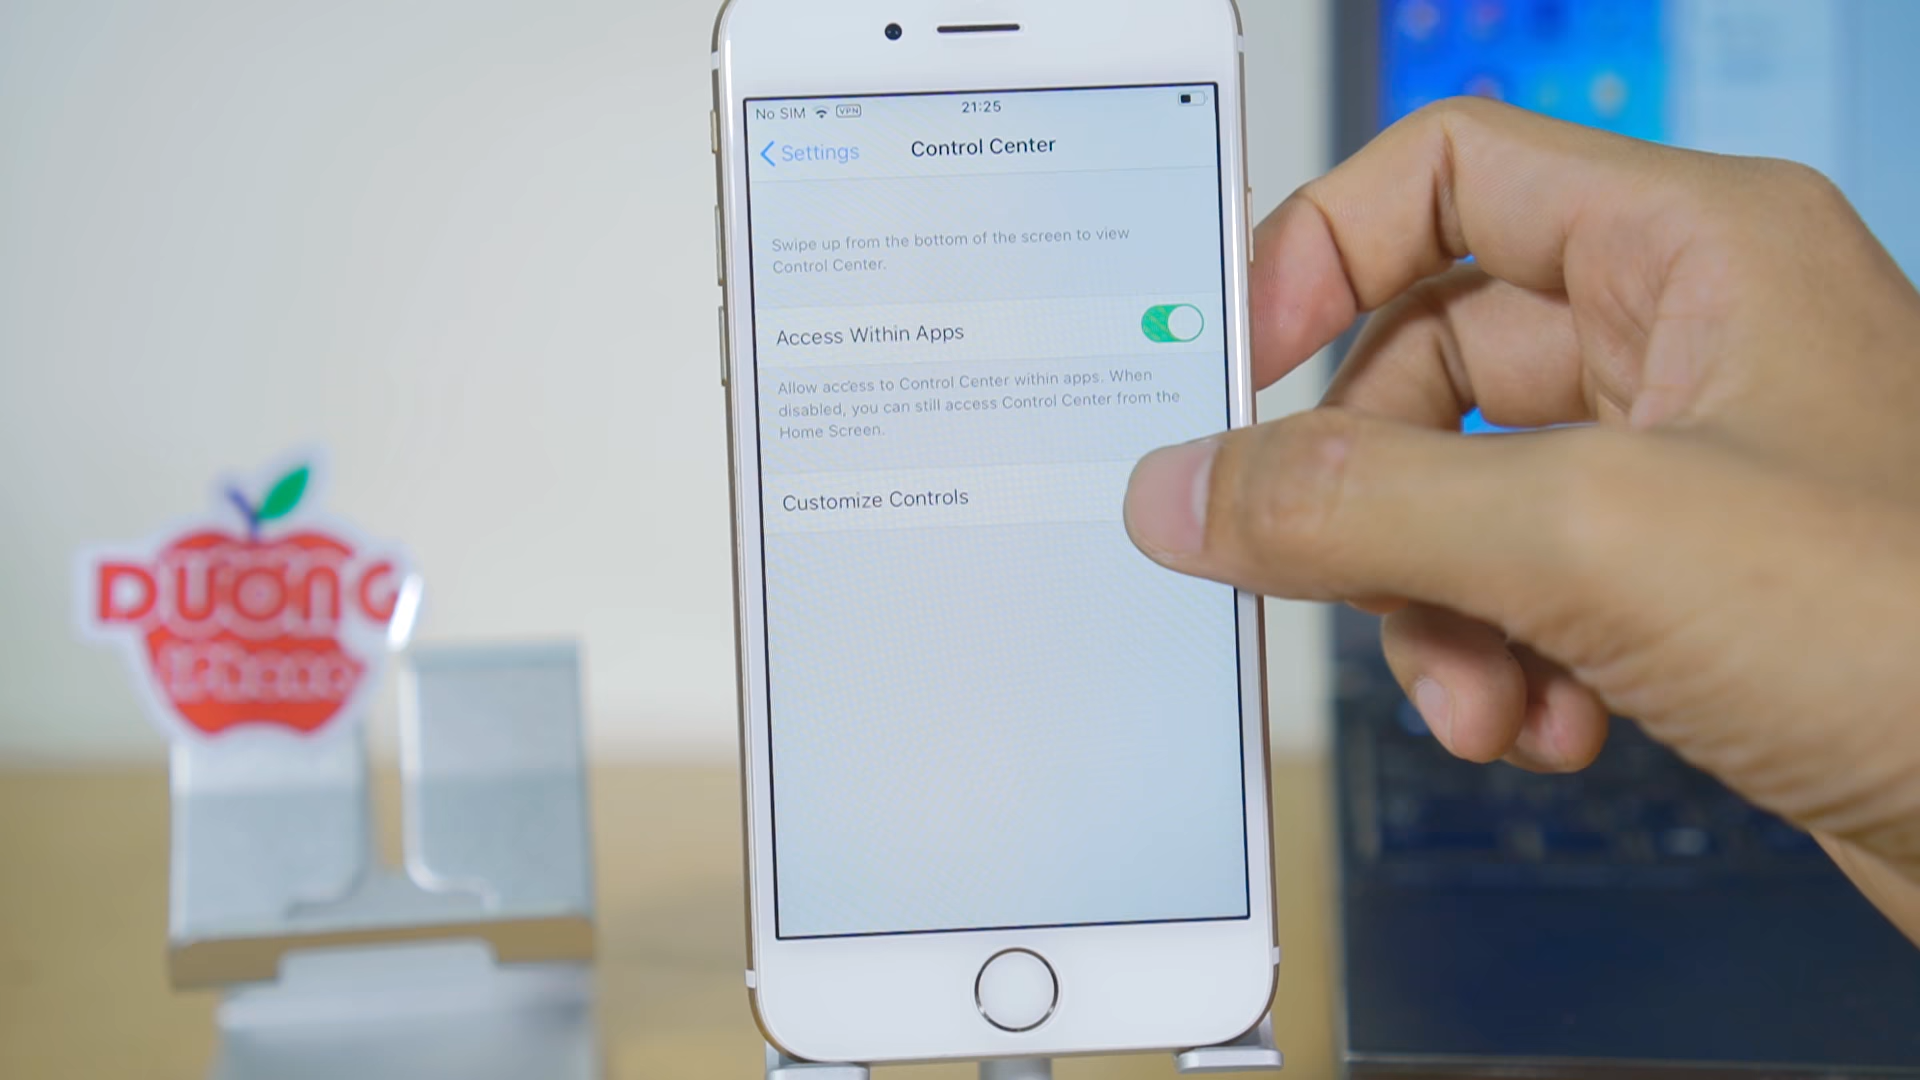 No SIM VPN 21:25
Settings Control Center
Swipe up from the bottom of the screen to view
Control Center.
Access Within Apps
Allow access to Control Center within apps. When
disabled, you can still access Control Center from the
Home Screen.
Customize Controls
DƯƠNG